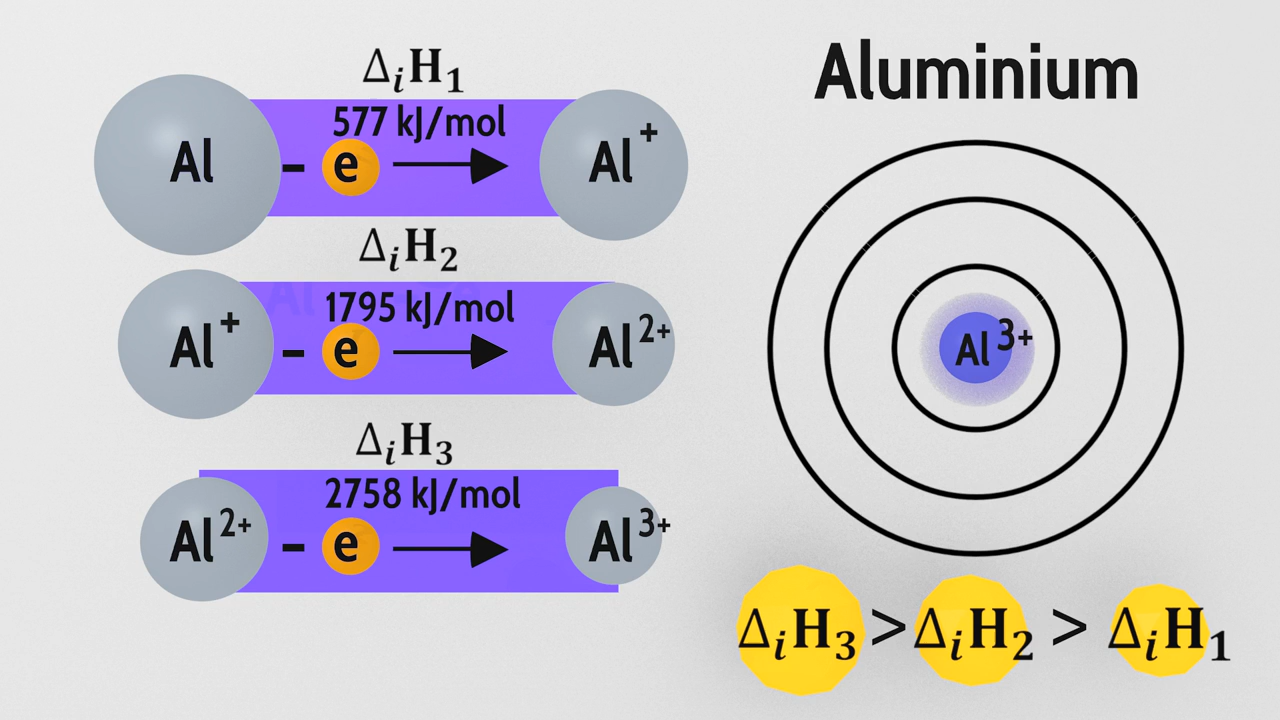 Aluminium
ΔᵢH₁
577 kJ/mol
Al - e → Al⁺
ΔᵢH₂
1795 kJ/mol
Al⁺ - e → Al²⁺
ΔᵢH₃
2758 kJ/mol
Al²⁺ - e → Al³⁺
Al³⁺
ΔᵢH₃ > ΔᵢH₂ > ΔᵢH₁